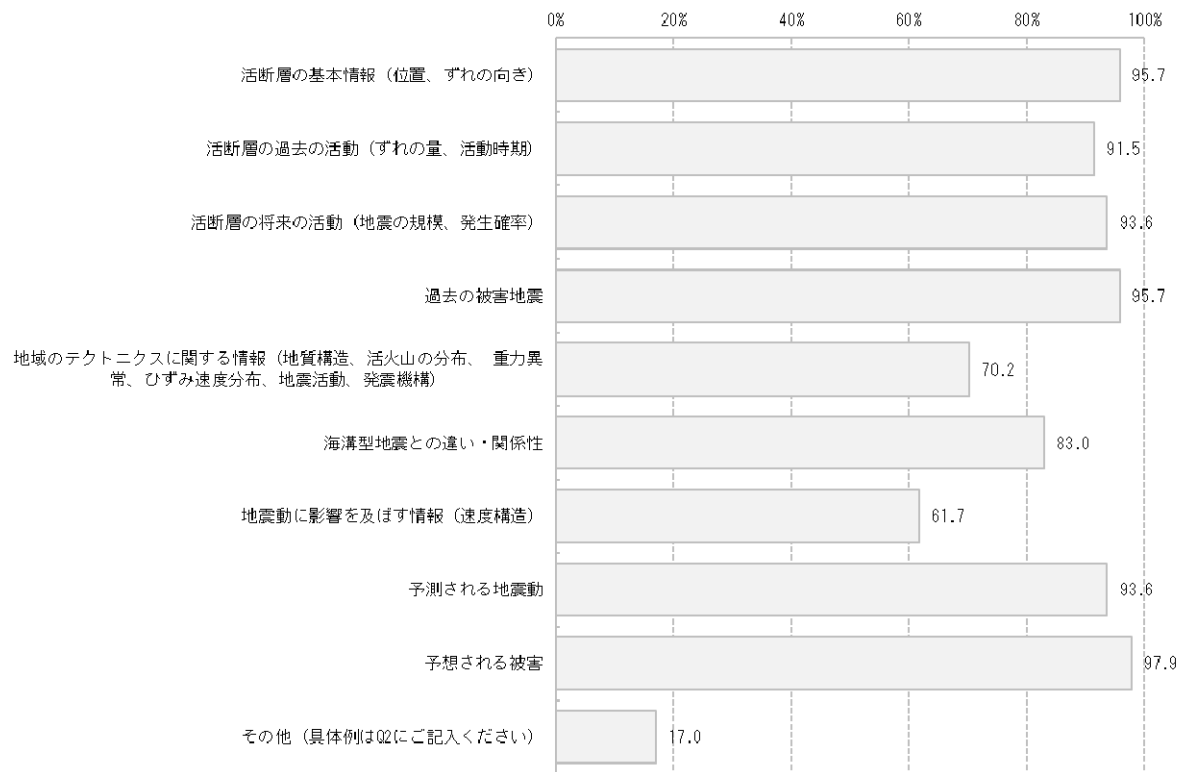 0% 20% 40% 60% 80% 100%
活断層の基本情報（位置、ずれの向き） 95.7
活断層の過去の活動（ずれの量、活動時期） 91.5
活断層の将来の活動（地震の規模、発生確率） 93.6
過去の被害地震 95.7
地域のテクトニクスに関する情報（地質構造、活火山の分布、 重力異
常、ひずみ速度分布、地震活動、発震機構） 70.2
海溝型地震との違い・関係性 83.0
地震動に影響を及ぼす情報（速度構造） 61.7
予測される地震動 93.6
予想される被害 97.9
その他（具体例はQ2にご記入ください） 17.0